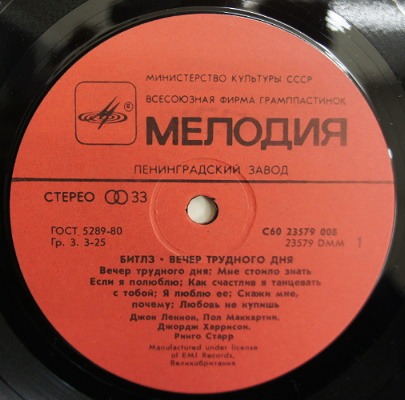 МИНИСТЕРСТВО КУЛЬТУРЫ СССР
ВСЕСОЮЗНАЯ ФИРМА ГРАМПЛАСТИНОК
МЕЛОДИЯ
ЛЕНИНГРАДСКИЙ ЗАВОД
СТЕРЕО 33
ГОСТ 5289-80
Гр. 3. 3-25
С60 23579 008
23579 DMM 1
БИТЛЗ · ВЕЧЕР ТРУДНОГО ДНЯ
Вечер трудного дня; Мне стоило знать
Если я полюблю; Как счастлив я танцевать
с тобой; Я люблю ее; Скажи мне,
почему; Любовь не купишь
Джон Леннон, Пол Маккартни,
Джордж Харрисон,
Ринго Старр
Manufactured under license
of EMI Records,
Великобритания